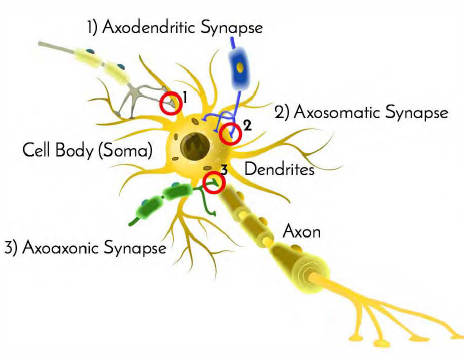 1) Axodendritic Synapse
1
2) Axosomatic Synapse
2
Cell Body (Soma)
3
Dendrites
Axon
3) Axoaxonic Synapse